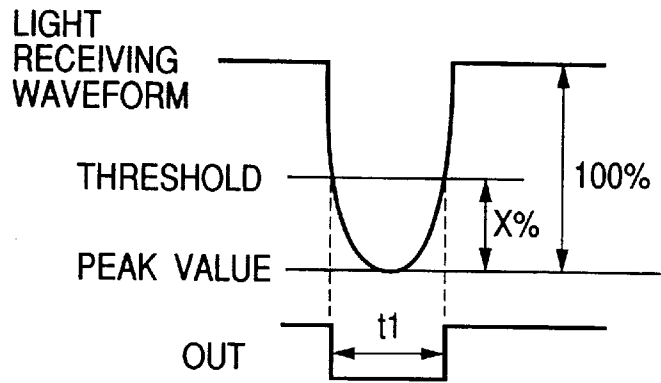 LIGHT
RECEIVING
WAVEFORM
THRESHOLD
100%
X%
PEAK VALUE
t1
OUT